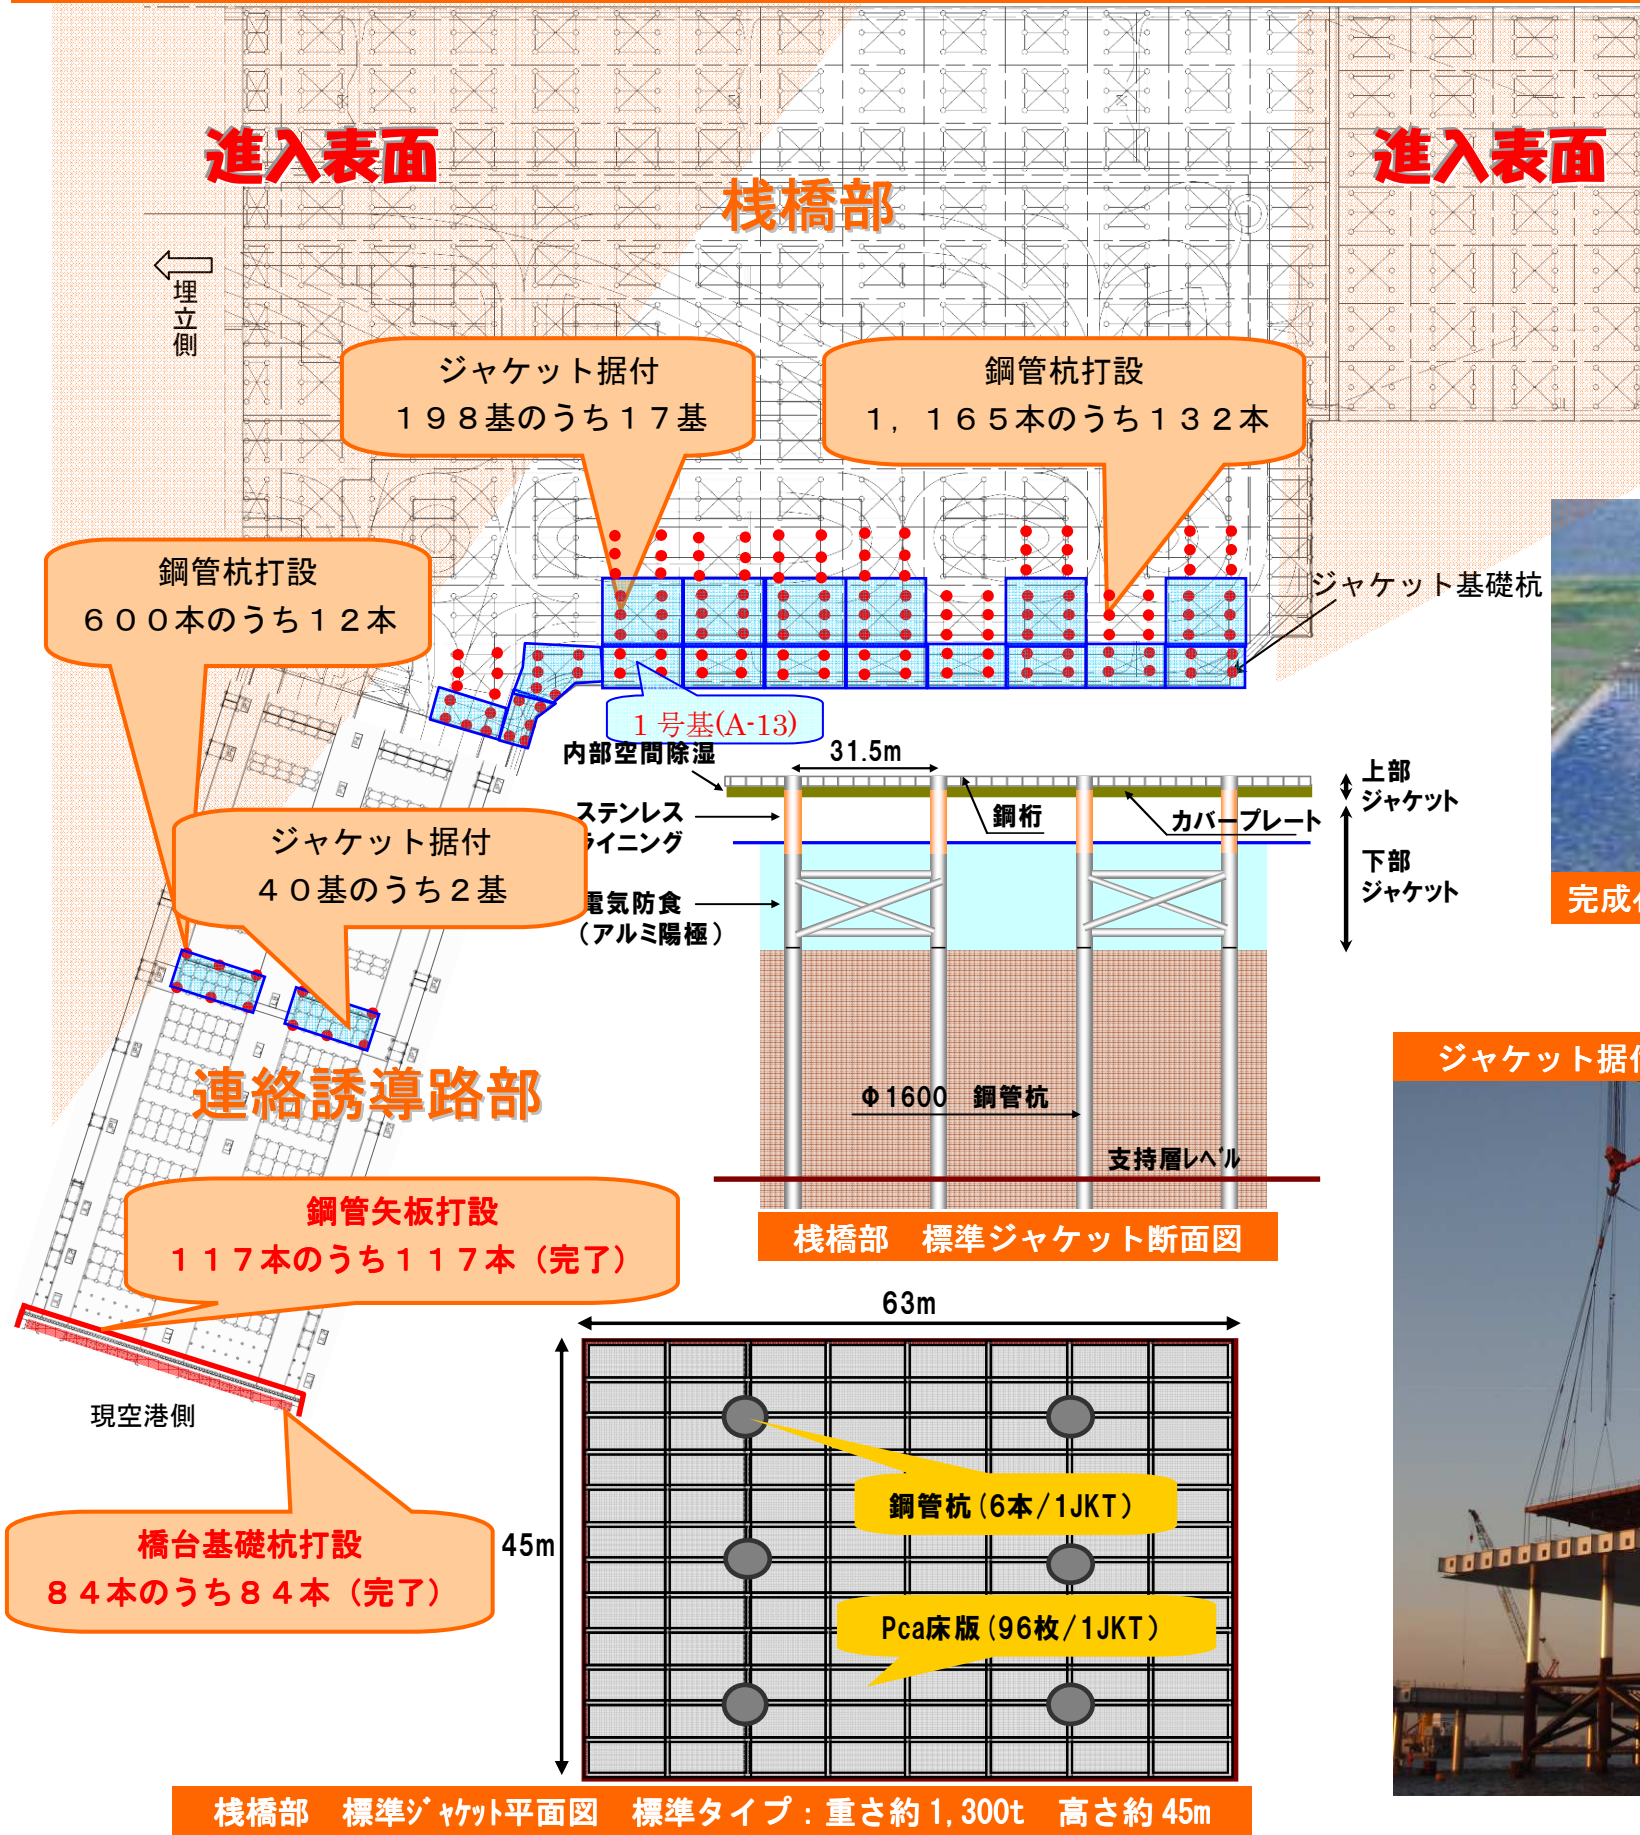 進入表面
進入表面
桟橋部
埋立側
ジャケット据付
１９８基のうち１７基
鋼管杭打設
１，１６５本のうち１３２本
鋼管杭打設
６００本のうち１２本
ジャケット基礎杭
１号基(A-13)
ジャケット据付
４０基のうち２基
内部空間除湿
31.5m
上部
ジャケット
ステンレス
ライニング
鋼桁
カバープレート
下部
ジャケット
電気防食
（アルミ陽極）
完成
連絡誘導路部
ジャケット据
Φ1600　鋼管杭
支持層ﾚﾍﾞﾙ
桟橋部　標準ジャケット断面図
鋼管矢板打設
１１７本のうち１１７本（完了）
現空港側
橋台基礎杭打設
８４本のうち８４本（完了）
63m
45m
鋼管杭(6本/1JKT)
Pca床版(96枚/1JKT)
桟橋部　標準ｼﾞｬｹｯﾄ平面図　標準タイプ：重さ約1,300t　高さ約45m